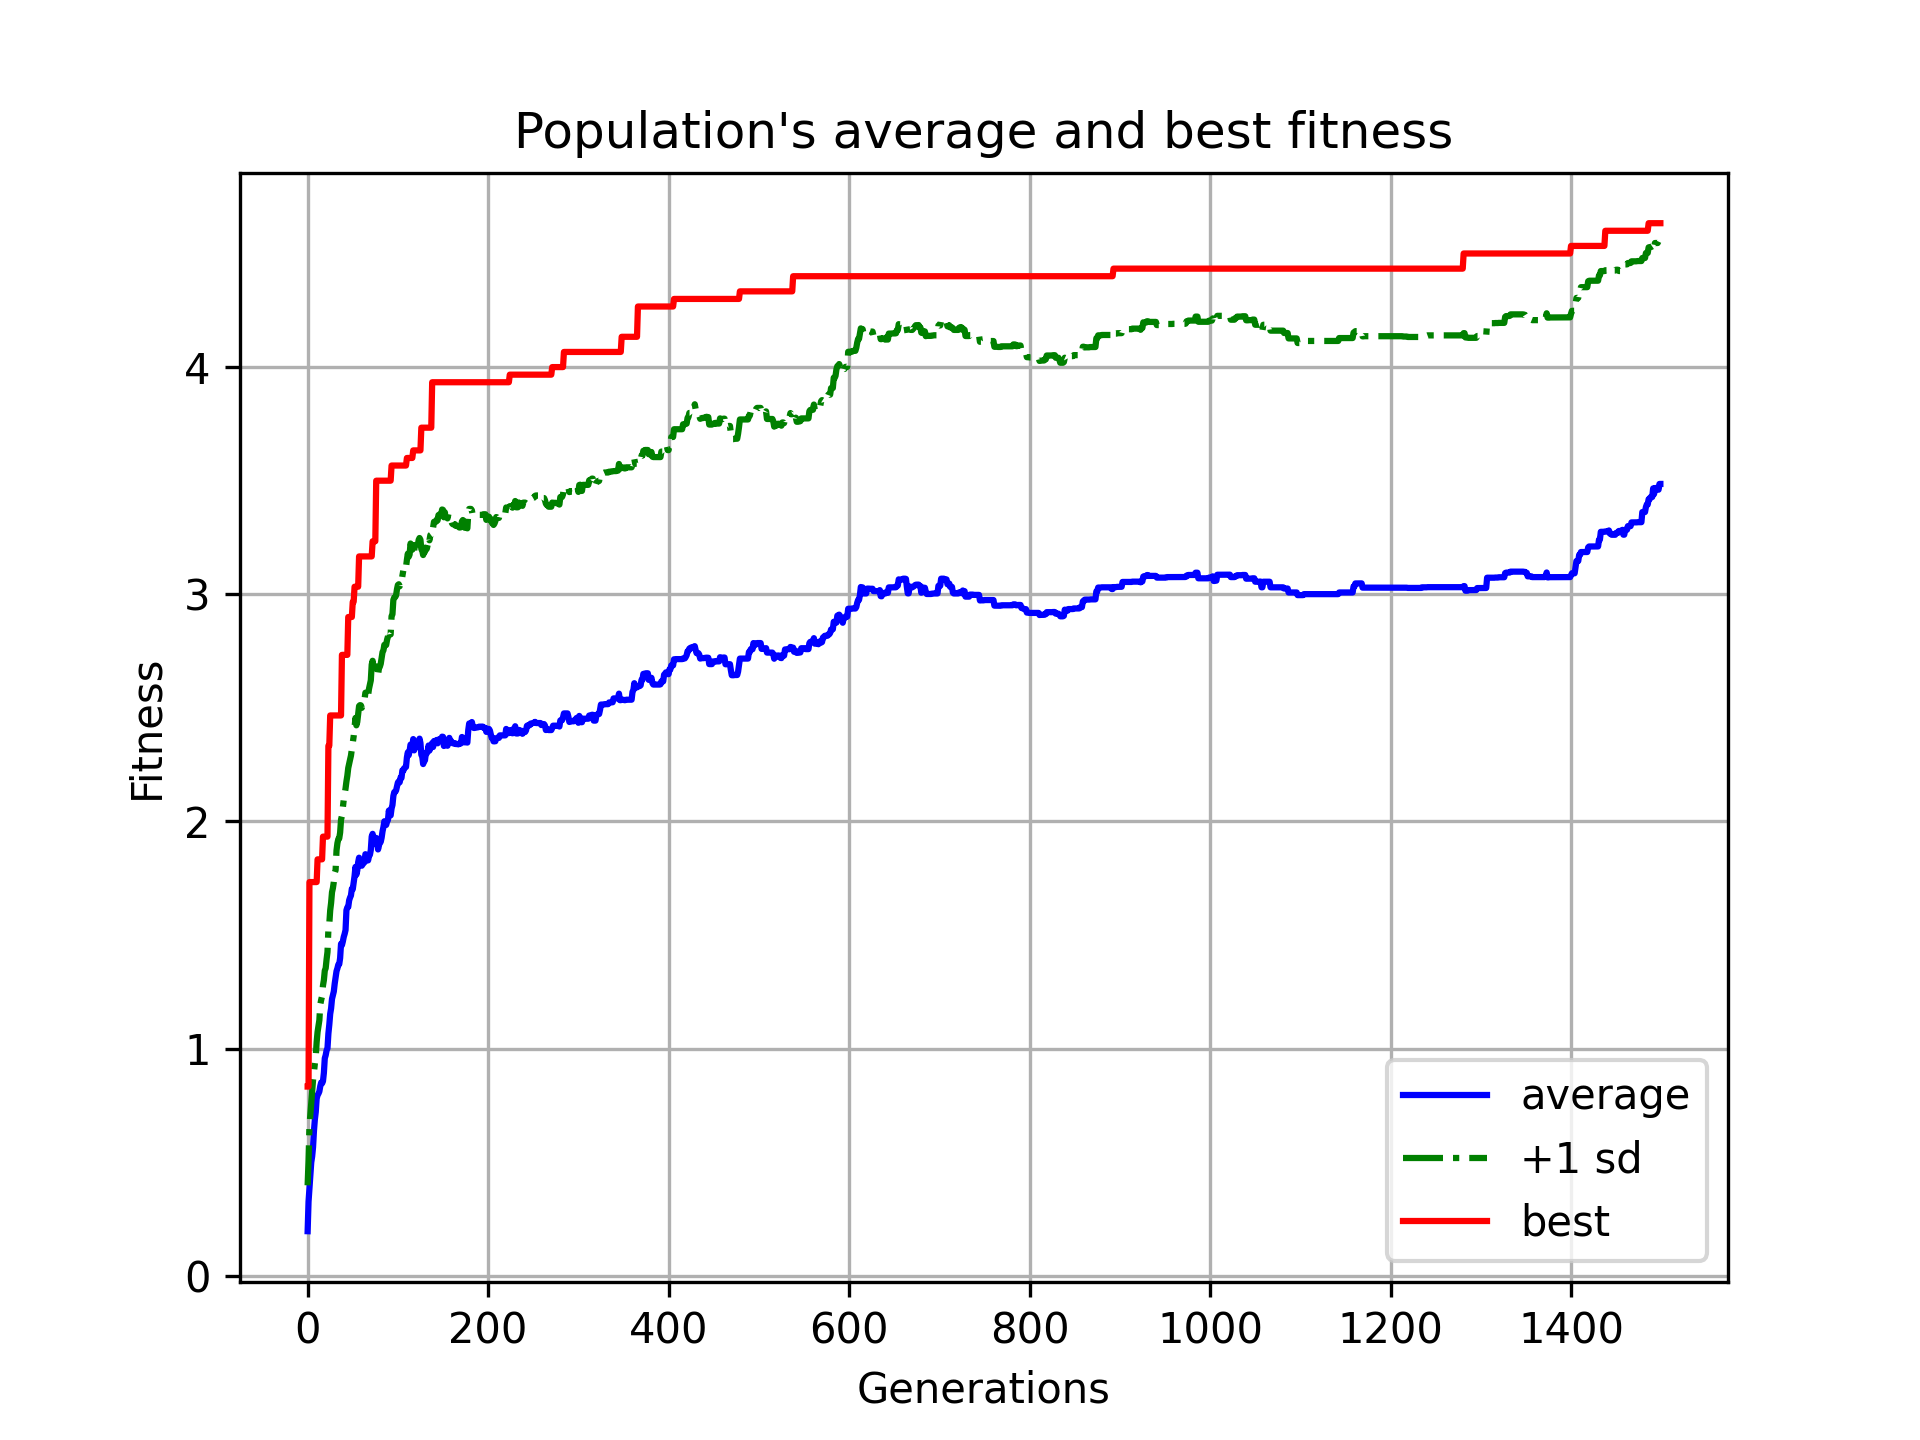 Population's average and best fitness
Fitness
4
3
2
1
0
0 200 400 600 800 1000 1200 1400
Generations
average
+1 sd
best